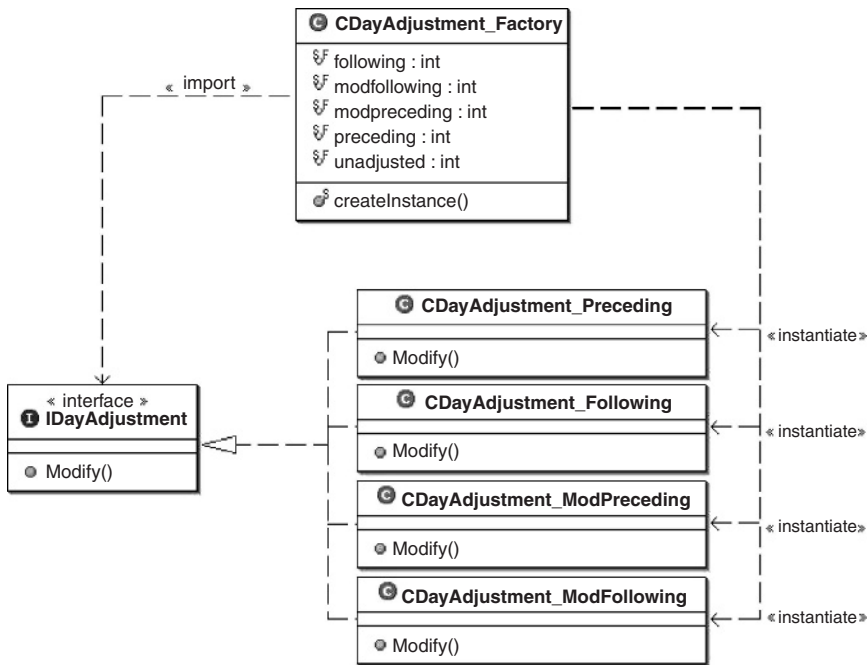 C CDayAdjustment_Factory
S F following : int
S F modfollowing : int
S F modpreceding : int
S F preceding : int
S F unadjusted : int
S createInstance()
« import »
C CDayAdjustment_Preceding
Modify()
«instantiate»
« interface »
I IDayAdjustment
Modify()
C CDayAdjustment_Following
Modify()
«instantiate»
C CDayAdjustment_ModPreceding
Modify()
«instantiate»
C CDayAdjustment_ModFollowing
Modify()
«instantiate»